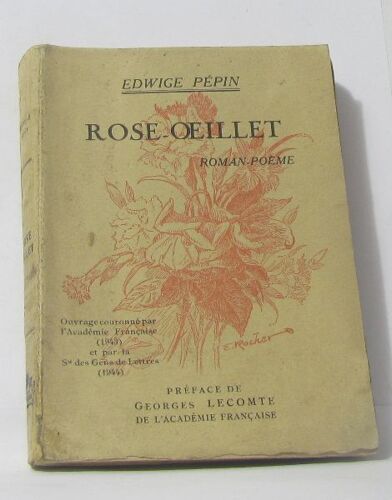 EDWIGE PÉPIN
ROSE-ŒILLET
ROMAN-POÈME
Ouvrage couronné par
l'Académie Française
(1943)
et par la
Sté des Gens de Lettres
(1944)
E. Rocher
PRÉFACE DE
GEORGES LECOMTE
DE L'ACADÉMIE FRANÇAISE